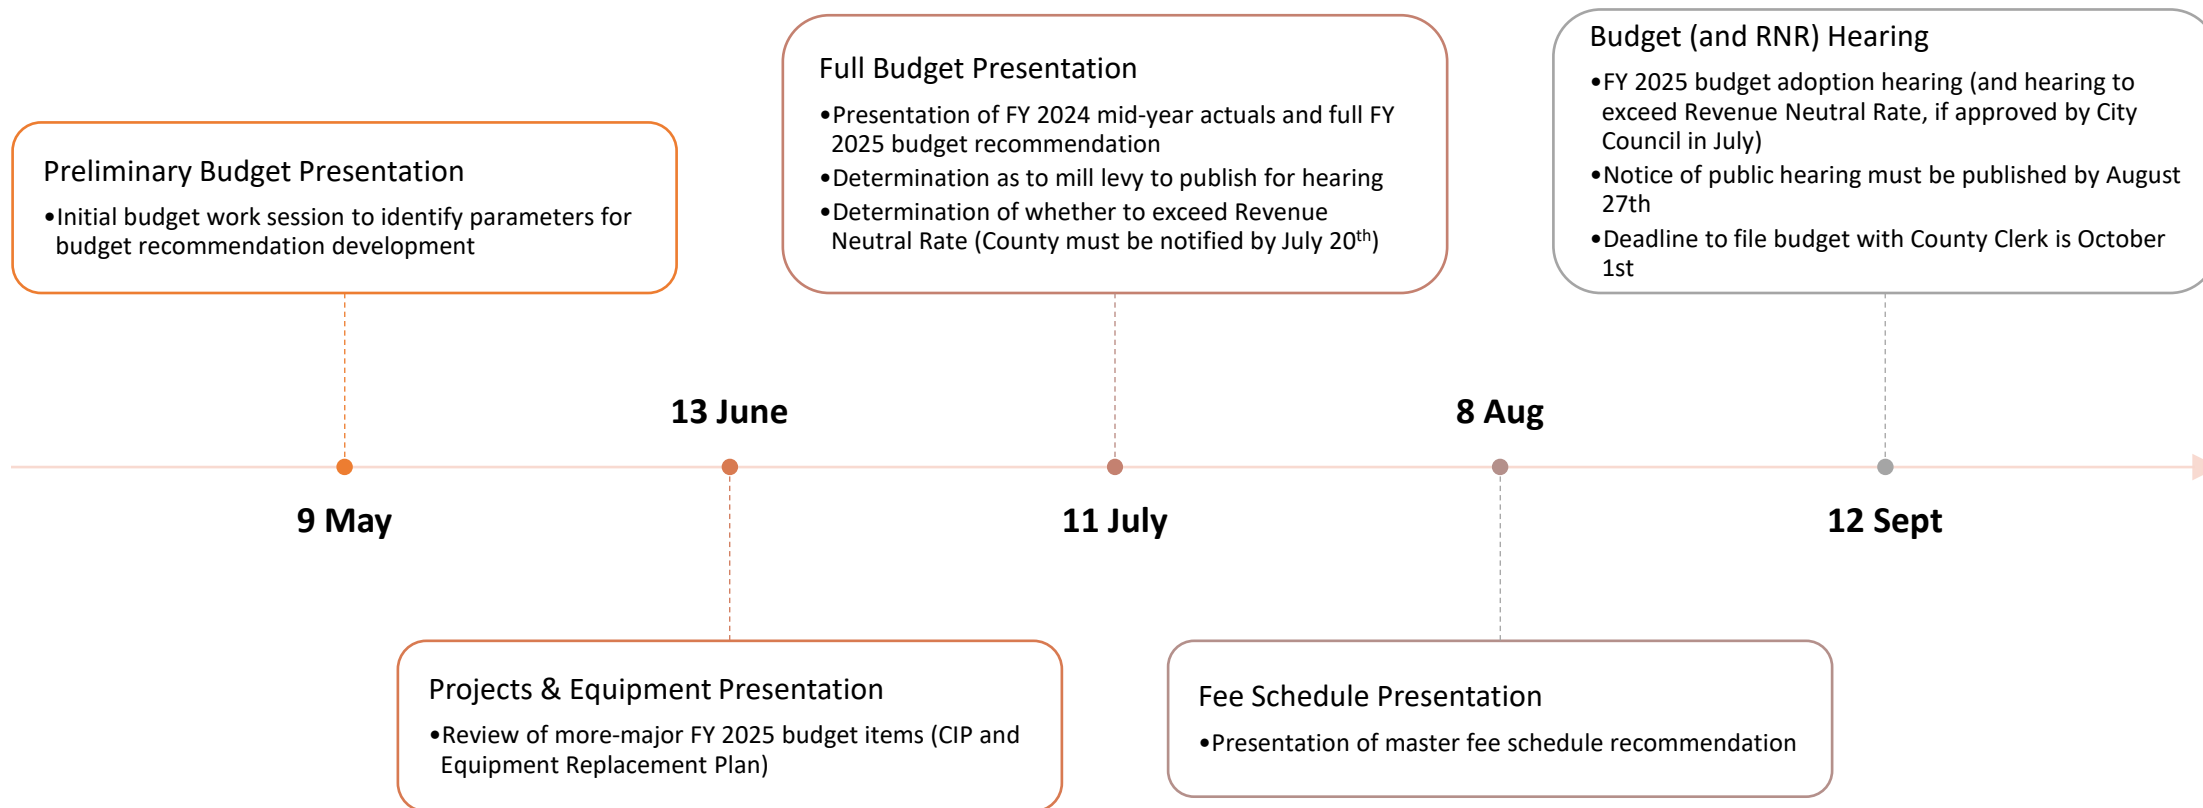 Preliminary Budget Presentation
•Initial budget work session to identify parameters for
budget recommendation development
9 May
13 June
Projects & Equipment Presentation
•Review of more-major FY 2025 budget items (CIP and
Equipment Replacement Plan)
Full Budget Presentation
•Presentation of FY 2024 mid-year actuals and full FY
2025 budget recommendation
•Determination as to mill levy to publish for hearing
•Determination of whether to exceed Revenue
Neutral Rate (County must be notified by July 20th)
11 July
8 Aug
Fee Schedule Presentation
•Presentation of master fee schedule recommendation
Budget (and RNR) Hearing
•FY 2025 budget adoption hearing (and hearing to
exceed Revenue Neutral Rate, if approved by City
Council in July)
•Notice of public hearing must be published by August
27th
•Deadline to file budget with County Clerk is October
1st
12 Sept